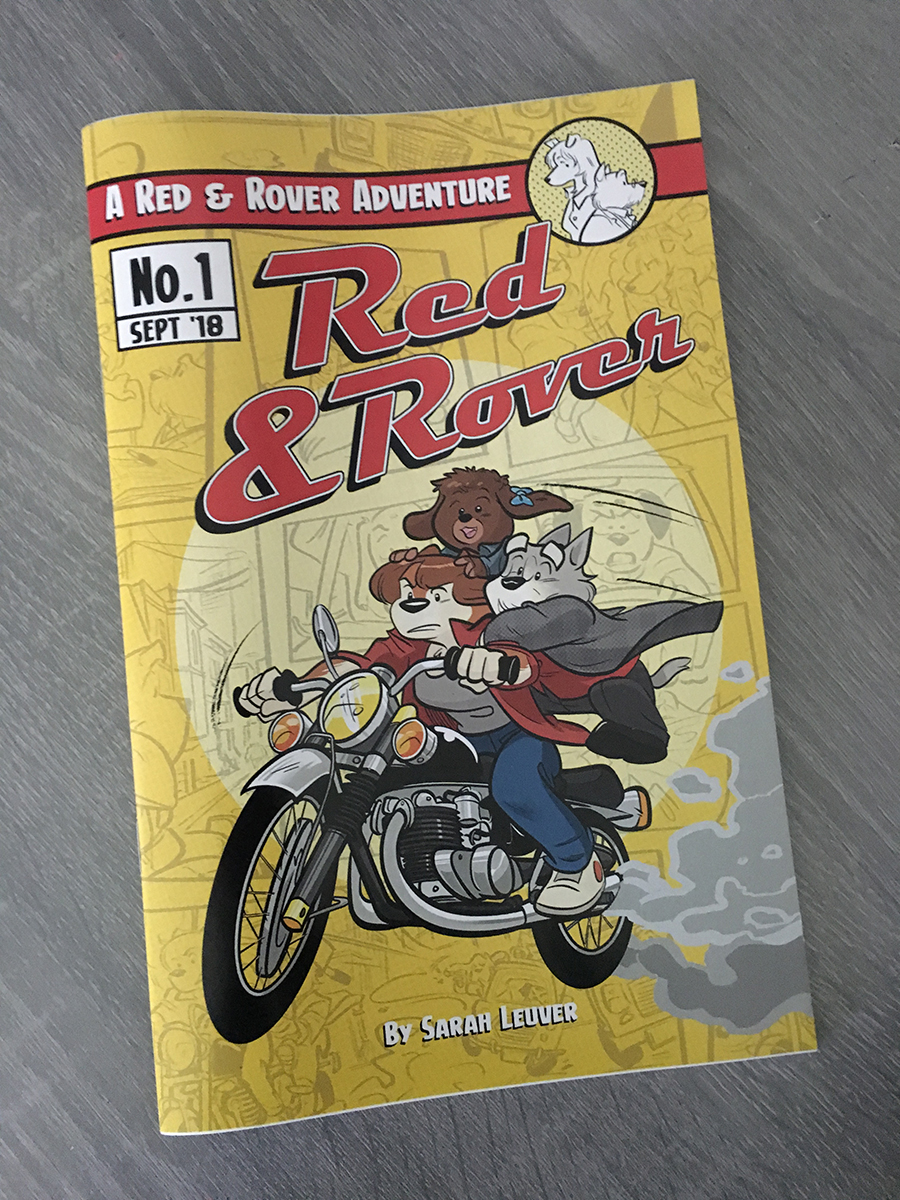 A RED & ROVER ADVENTURE
No.1
SEPT '18
Red
& Rover
By SARAH LEUVER